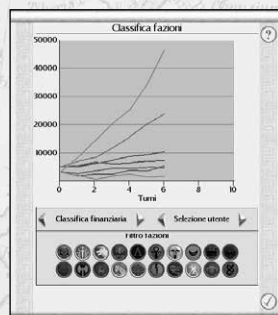 Classifica fazioni
50000
40000
30000
20000
10000
0 2 4 6 8 10
Turni
Classifica finanziaria
Selezione utente
Filtro fazioni
?